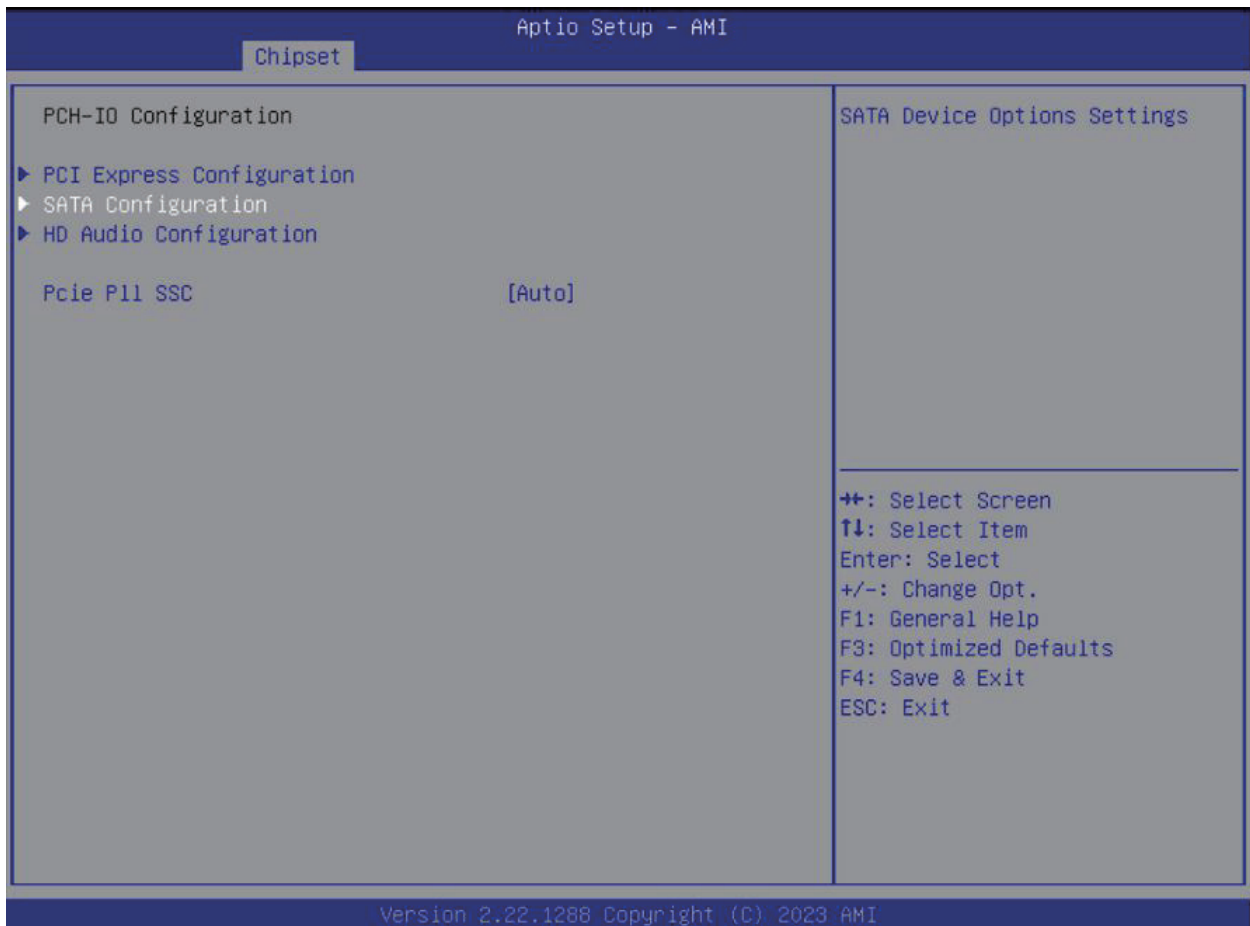 Aptio Setup - AMI
Chipset
PCH-IO Configuration
PCI Express Configuration
SATA Configuration
HD Audio Configuration
Pcie Pll SSC [Auto]
SATA Device Options Settings
→←: Select Screen
↑↓: Select Item
Enter: Select
+/-: Change Opt.
F1: General Help
F3: Optimized Defaults
F4: Save & Exit
ESC: Exit
Version 2.22.1288 Copyright (C) 2023 AMI